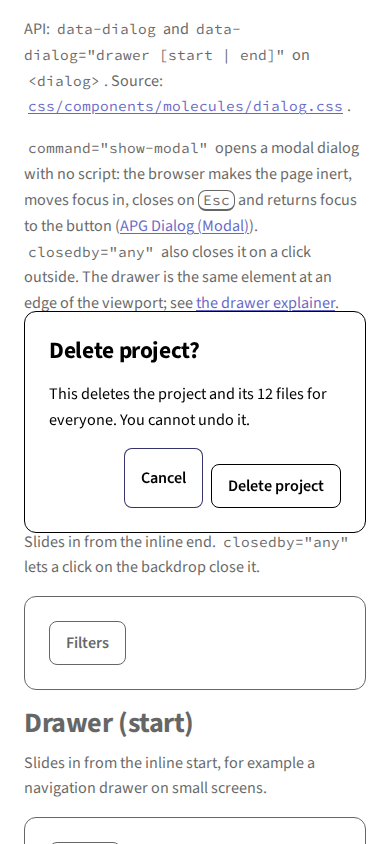 API: data-dialog and data-
dialog="drawer [start | end]" on
<dialog>. Source:
css/components/molecules/dialog.css.
command="show-modal" opens a modal dialog
with no script: the browser makes the page inert,
moves focus in, closes on Esc and returns focus
to the button (APG Dialog (Modal)).
closedby="any" also closes it on a click
outside. The drawer is the same element at an
edge of the viewport; see the drawer explainer.
Delete project?
This deletes the project and its 12 files for
everyone. You cannot undo it.
Cancel
Delete project
Slides in from the inline end. closedby="any"
lets a click on the backdrop close it.
Filters
Drawer (start)
Slides in from the inline start, for example a
navigation drawer on small screens.